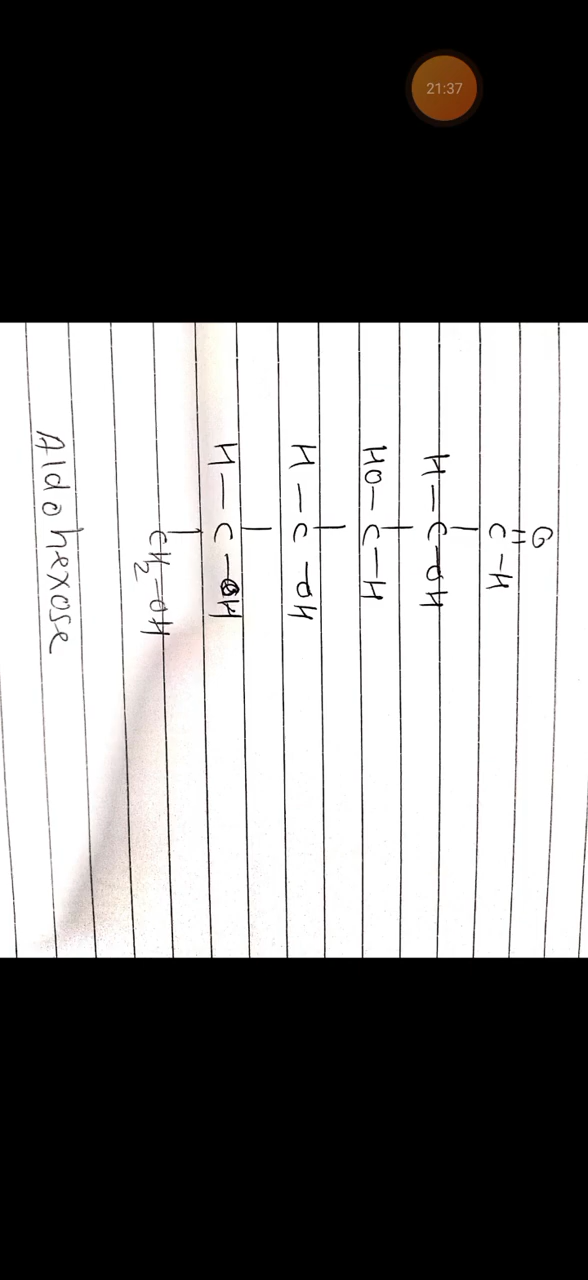 21:37
O
||
C-H
|
H-C-OH
|
HO-C-H
|
H-C-OH
|
H-C-OH
|
CH2-OH
Aldohexose